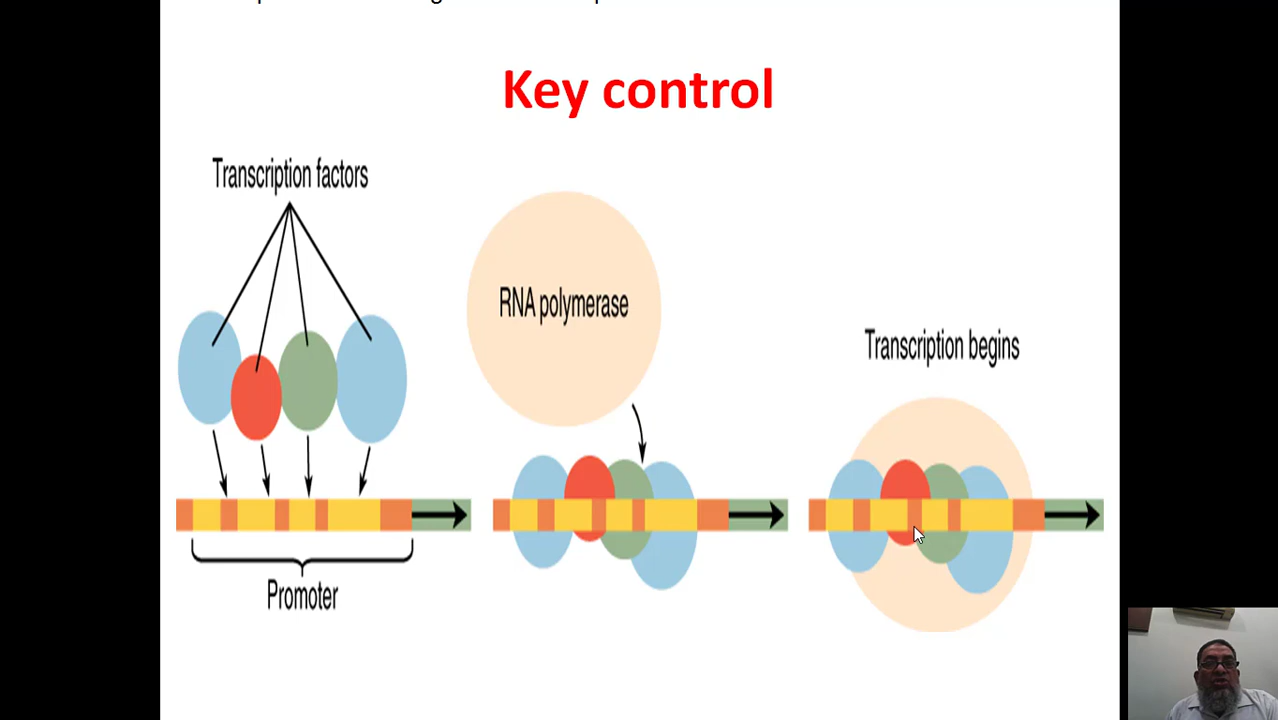 Key control
Transcription factors
RNA polymerase
Transcription begins
Promoter